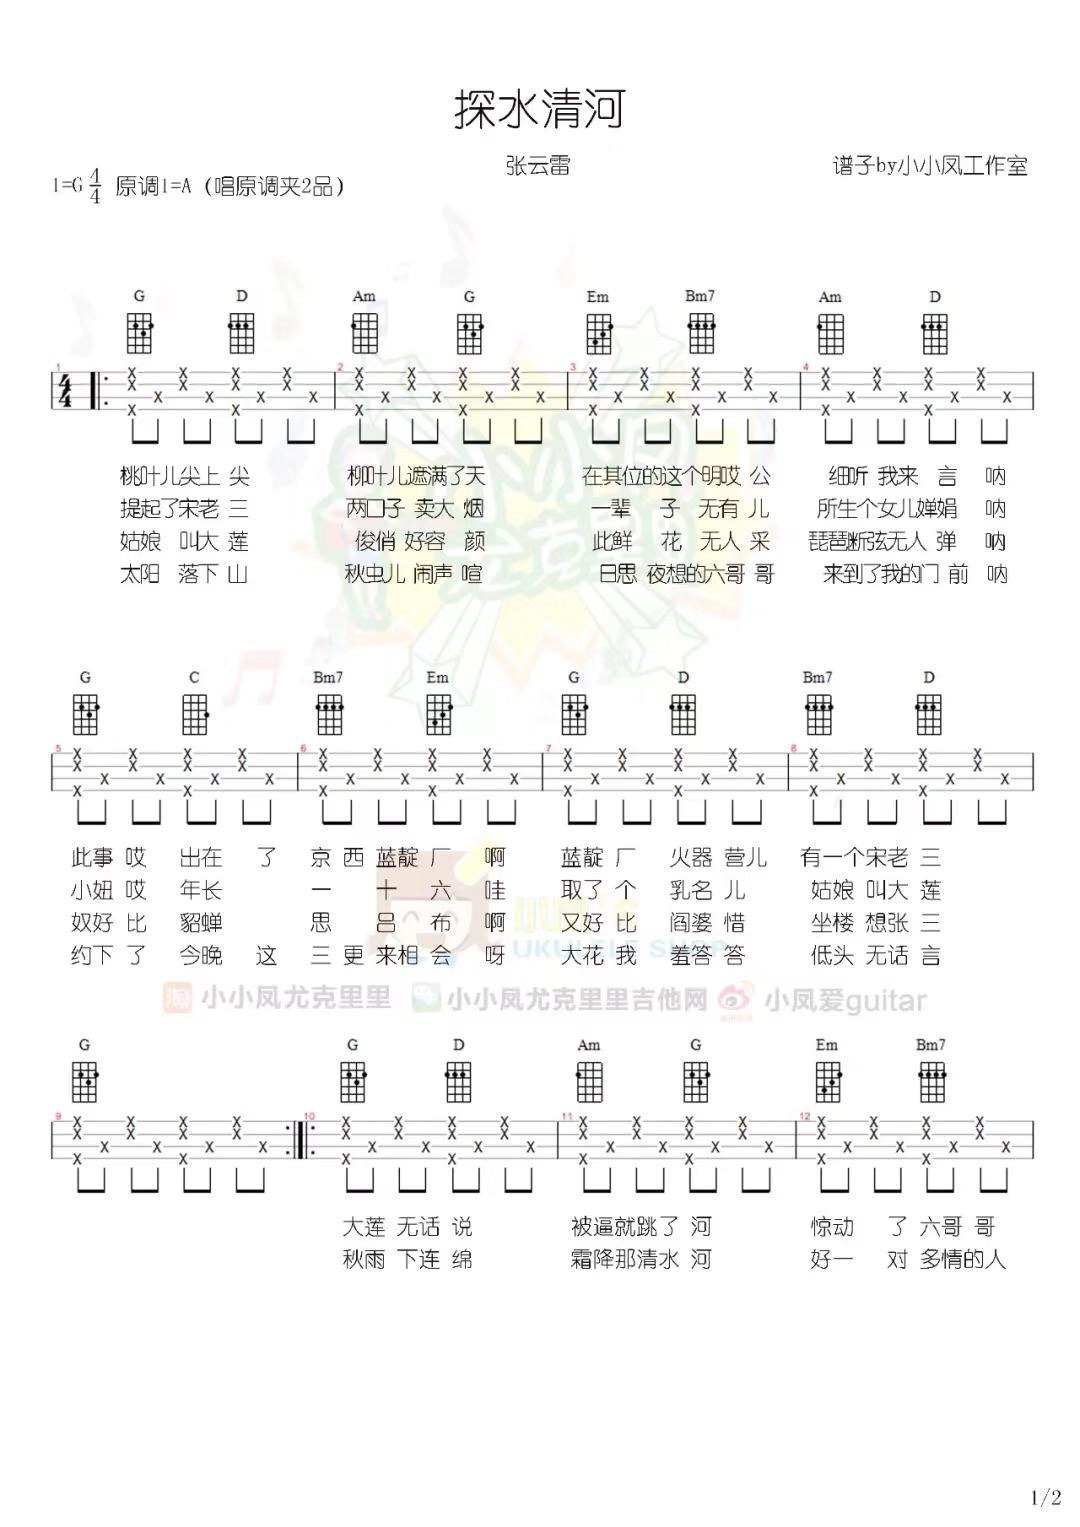 探水清河
张云雷 谱子by小小凤工作室
1=G 4/4 原调1=A (唱原调夹2品)
G D Am G Em Bm7 Am D
1 2 3 4
4/4
X X X X X X X X X X X X X X X X X X X X X X X X X X X X X X X X X X X X X X X X X X X X X X X X X X X X X X X X
桃叶儿尖上尖 柳叶儿遮满了天 在其位的这个明哎公 细听 我来 言 呐
提起了宋老三 两口子 卖大烟 一辈 子 无有儿 所生个女儿婵娟 呐
姑娘 叫大莲 俊俏 好容 颜 此鲜 花 无人 采 琵琶断弦无人 弹 呐
太阳 落下山 秋虫儿 闹声喧 日思 夜想的六哥哥 来到了我的门前 呐
G C Bm7 Em G D Bm7 D
5 6 7 8
此事 哎 出在 了 京 西 蓝靛 厂 啊 蓝靛 厂 火器 营儿 有一个宋老 三
小妞 哎 年长 一 十 六 哇 取了 个 乳名 儿 姑娘 叫大 莲
奴好 比 貂蝉 思 吕 布 啊 又好 比 阎婆 惜 坐楼 想张 三
约下 了 今晚 这 三更 来相 会 呀 大花 我 羞答 答 低头 无话 言
UKULELE SHOP
淘 小小凤尤克里里 小小凤尤克里里吉他网 小凤爱guitar
G G D Am G Em Bm7
9 10 11 12
大莲 无话 说 被逼就跳了 河 惊动 了 六哥 哥
秋雨 下连 绵 霜降那清水 河 好一 对 多情的人
1/2